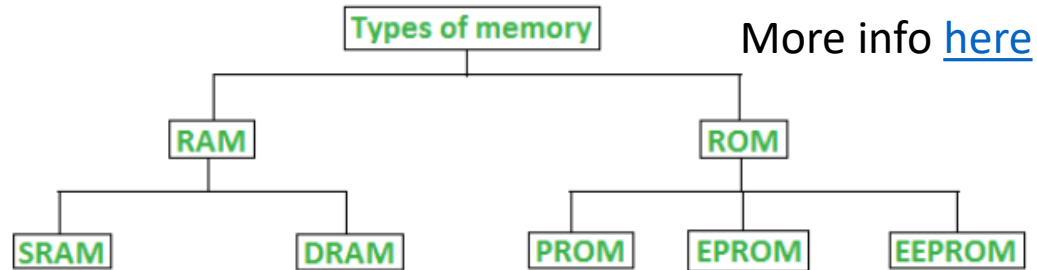 Types of memory
More info here
RAM
ROM
SRAM
DRAM
PROM
EPROM
EEPROM